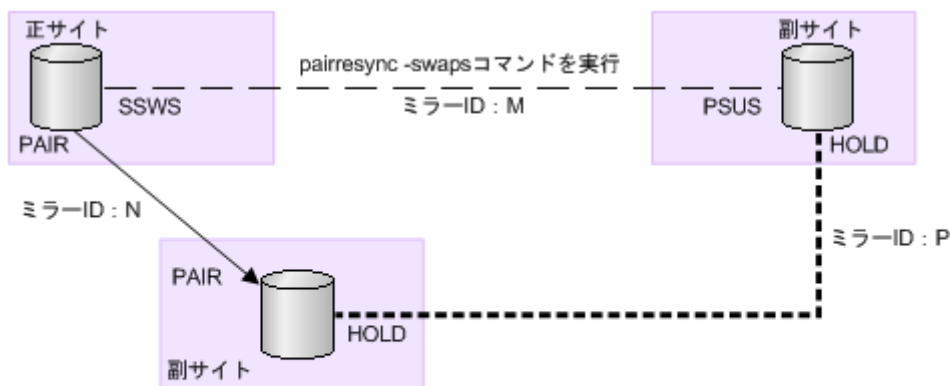 正サイト
副サイト
pairresync -swapsコマンドを実行
SSWS
ミラーID：M
PSUS
PAIR
HOLD
ミラーID：N
ミラーID：P
PAIR
HOLD
副サイト